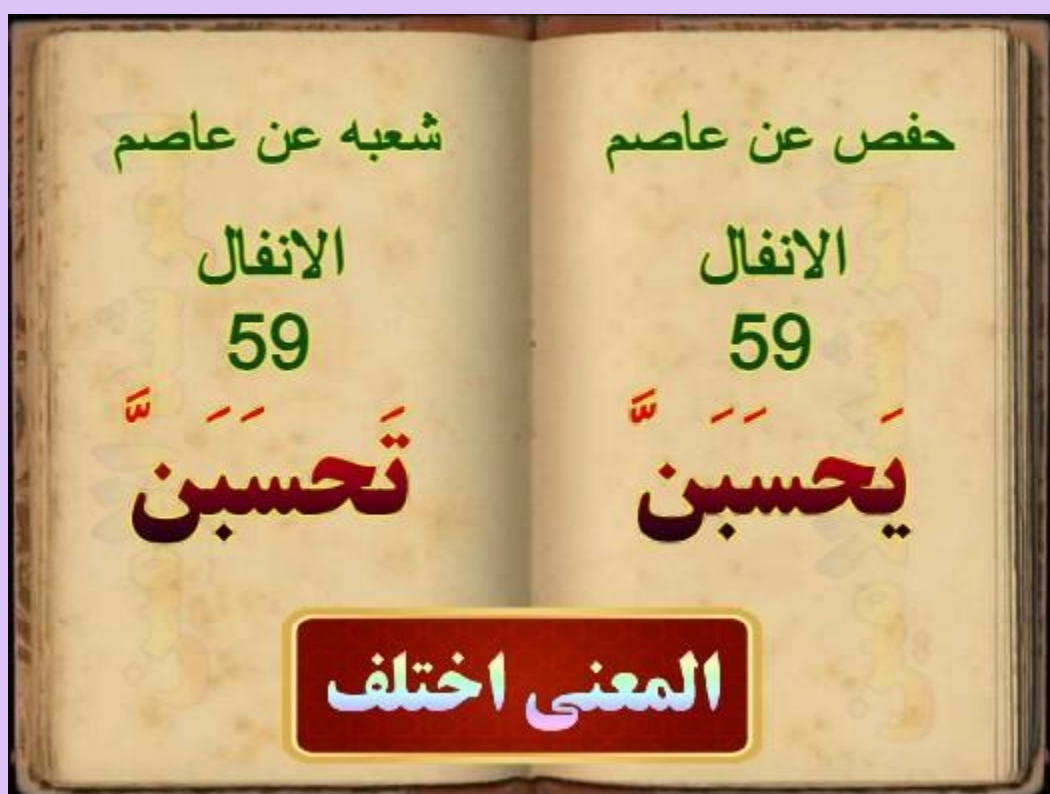 حفص عن عاصم
الانفال
59
يَحسَبَنَّ
شعبه عن عاصم
الانفال
59
تَحسَبَنَّ
المعنى اختلف